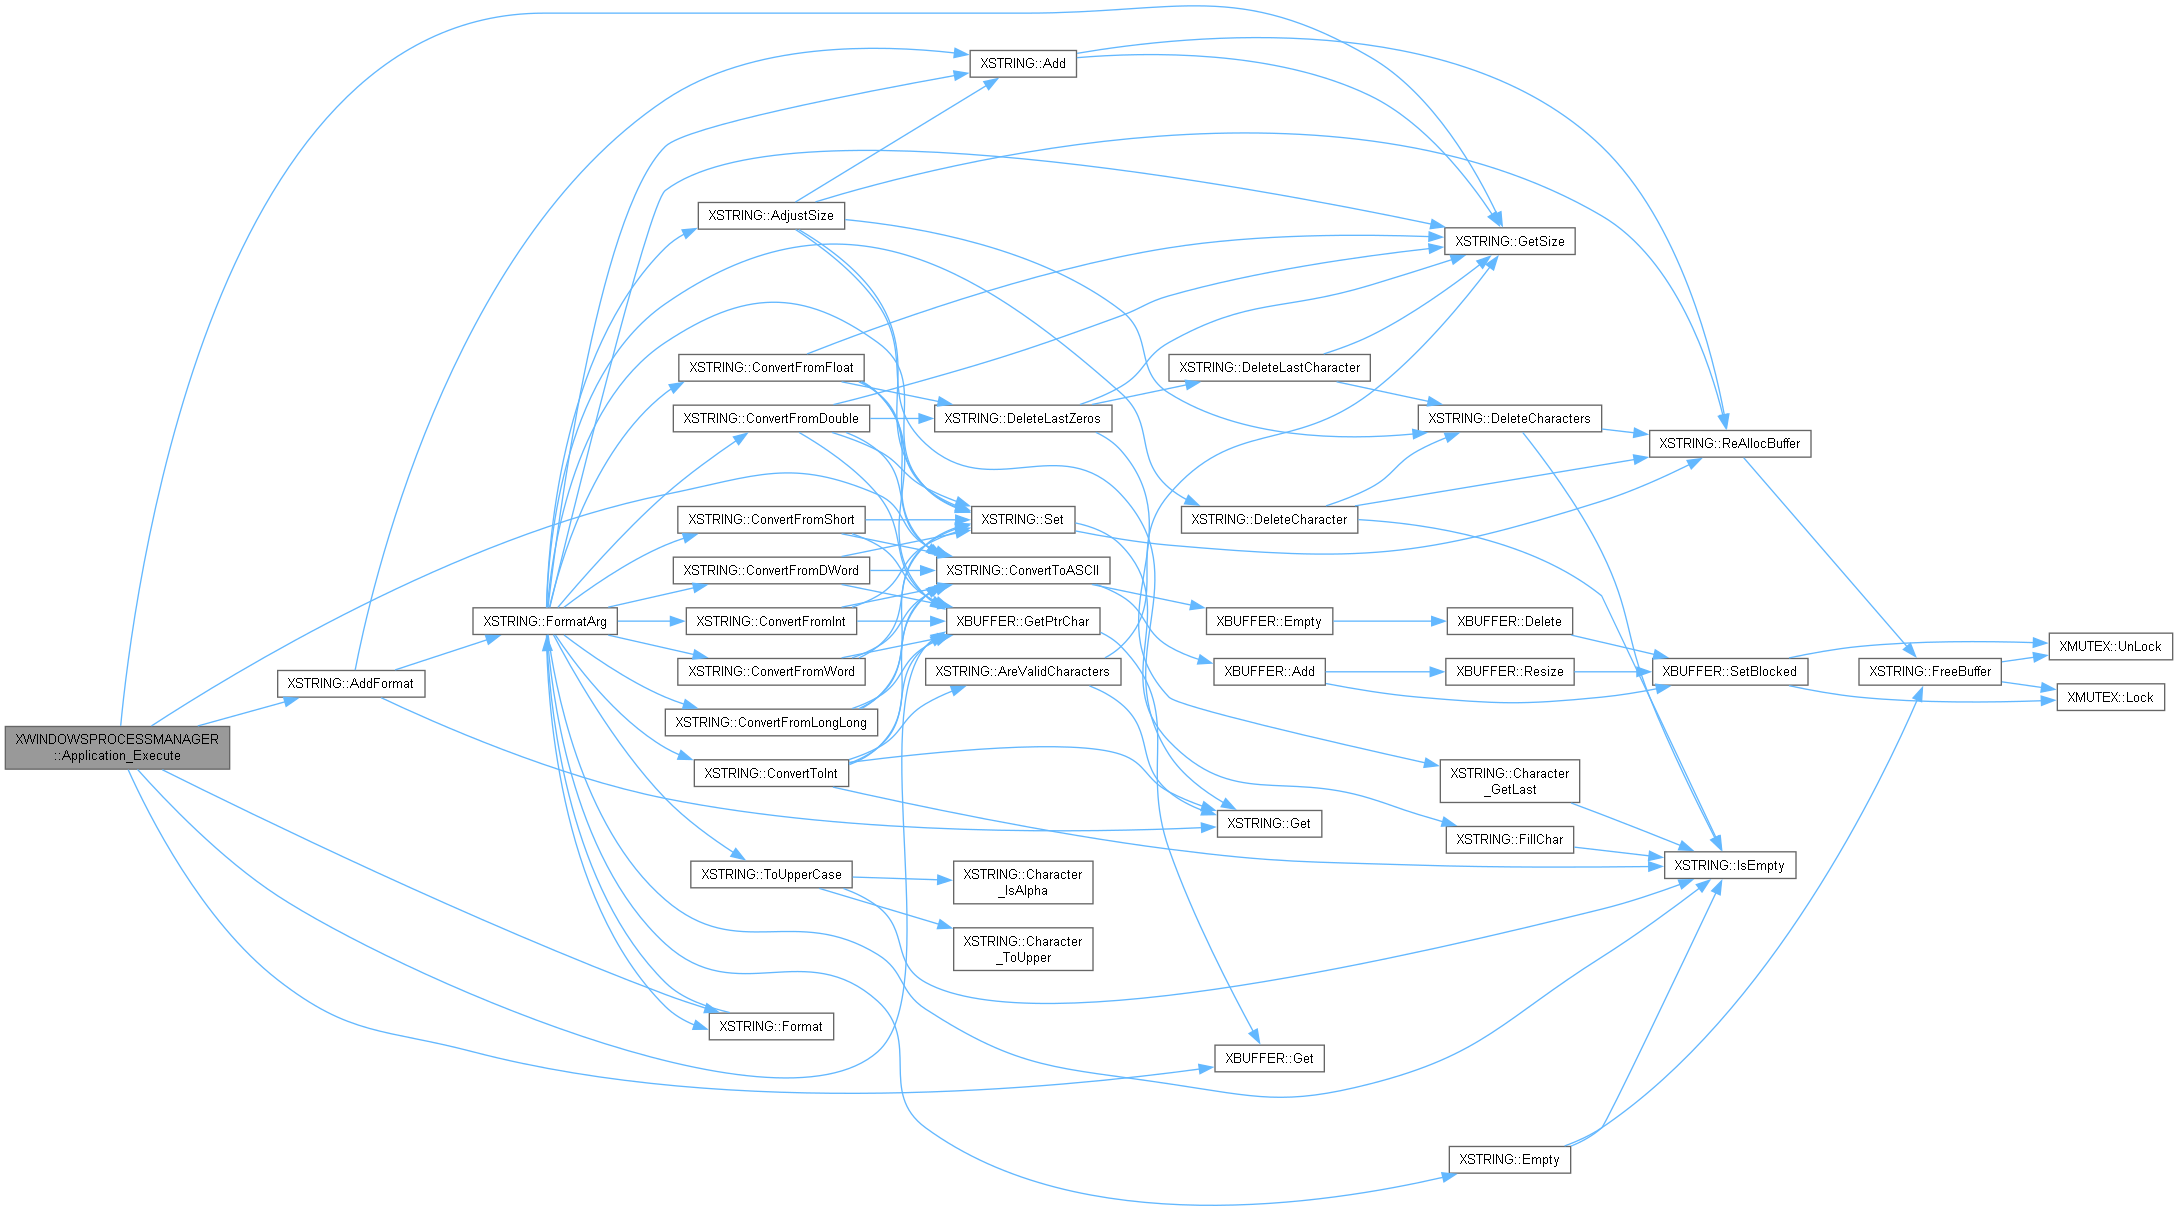 XWINDOWSPROCESSMANAGER
::Application_Execute
XSTRING::AddFormat
XSTRING::FormatArg
XSTRING::AdjustSize
XSTRING::ConvertFromFloat
XSTRING::ConvertFromDouble
XSTRING::ConvertFromShort
XSTRING::ConvertFromDWord
XSTRING::ConvertFromInt
XSTRING::ConvertFromWord
XSTRING::ConvertFromLongLong
XSTRING::ConvertToInt
XSTRING::ToUpperCase
XSTRING::Format
XSTRING::Add
XSTRING::DeleteLastZeros
XSTRING::Set
XSTRING::ConvertToASCII
XBUFFER::GetPtrChar
XSTRING::AreValidCharacters
XSTRING::Character
_IsAlpha
XSTRING::Character
_ToUpper
XSTRING::DeleteLastCharacter
XSTRING::DeleteCharacter
XBUFFER::Empty
XBUFFER::Add
XSTRING::Get
XBUFFER::Get
XSTRING::GetSize
XSTRING::DeleteCharacters
XBUFFER::Delete
XBUFFER::Resize
XSTRING::Character
_GetLast
XSTRING::FillChar
XSTRING::Empty
XSTRING::ReAllocBuffer
XBUFFER::SetBlocked
XSTRING::IsEmpty
XSTRING::FreeBuffer
XMUTEX::UnLock
XMUTEX::Lock